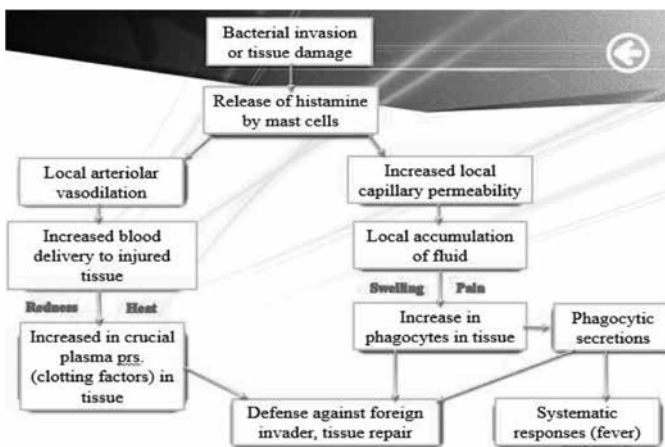 Bacterial invasion
or tissue damage
Release of histamine
by mast cells
Local arteriolar
vasodilation
Increased local
capillary permeability
Increased blood
delivery to injured
tissue
Local accumulation
of fluid
Redness Heat
Swelling Pain
Increased in crucial
plasma prs.
(clotting factors) in
tissue
Increase in
phagocytes in tissue
Phagocytic
secretions
Defense against foreign
invader, tissue repair
Systematic
responses (fever)